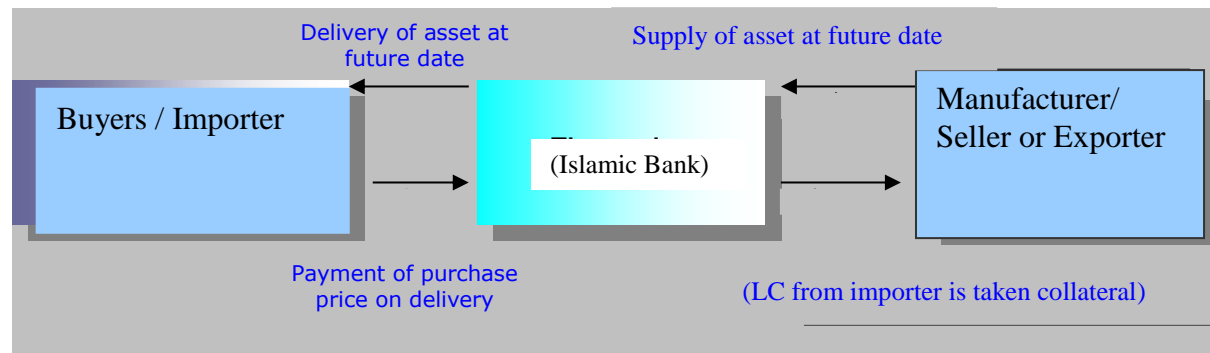 Delivery of asset at
future date
Supply of asset at future date
Buyers / Importer
(Islamic Bank)
Manufacturer/
Seller or Exporter
Payment of purchase
price on delivery
(LC from importer is taken collateral)